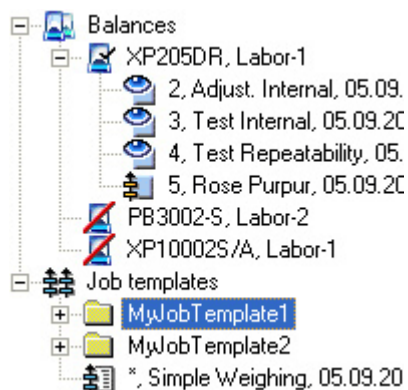 Balances
XP205DR, Labor-1
2, Adjust. Internal, 05.09.
3, Test Internal, 05.09.20
4, Test Repeatability, 05.
5, Rose Purpur, 05.09.20
PB3002-S, Labor-2
XP10002S/A, Labor-1
Job templates
MyJobTemplate1
MyJobTemplate2
*, Simple Weighing, 05.09.20